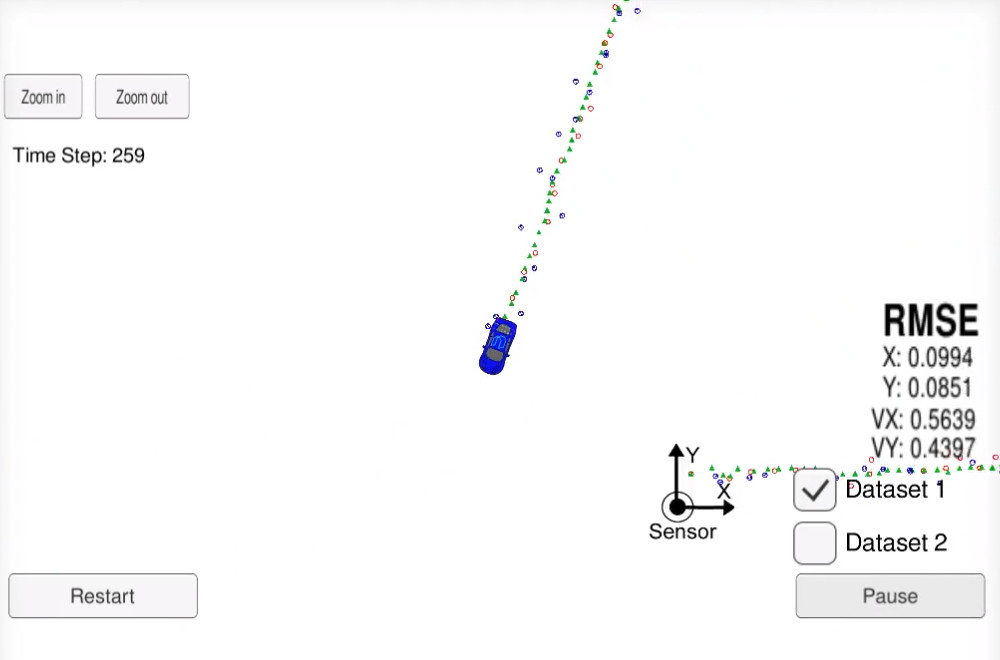 Zoom in
Zoom out
Time Step: 259
RMSE
X: 0.0994
Y: 0.0851
VX: 0.5639
VY: 0.4397
Y
X
Sensor
Dataset 1
Dataset 2
Restart
Pause